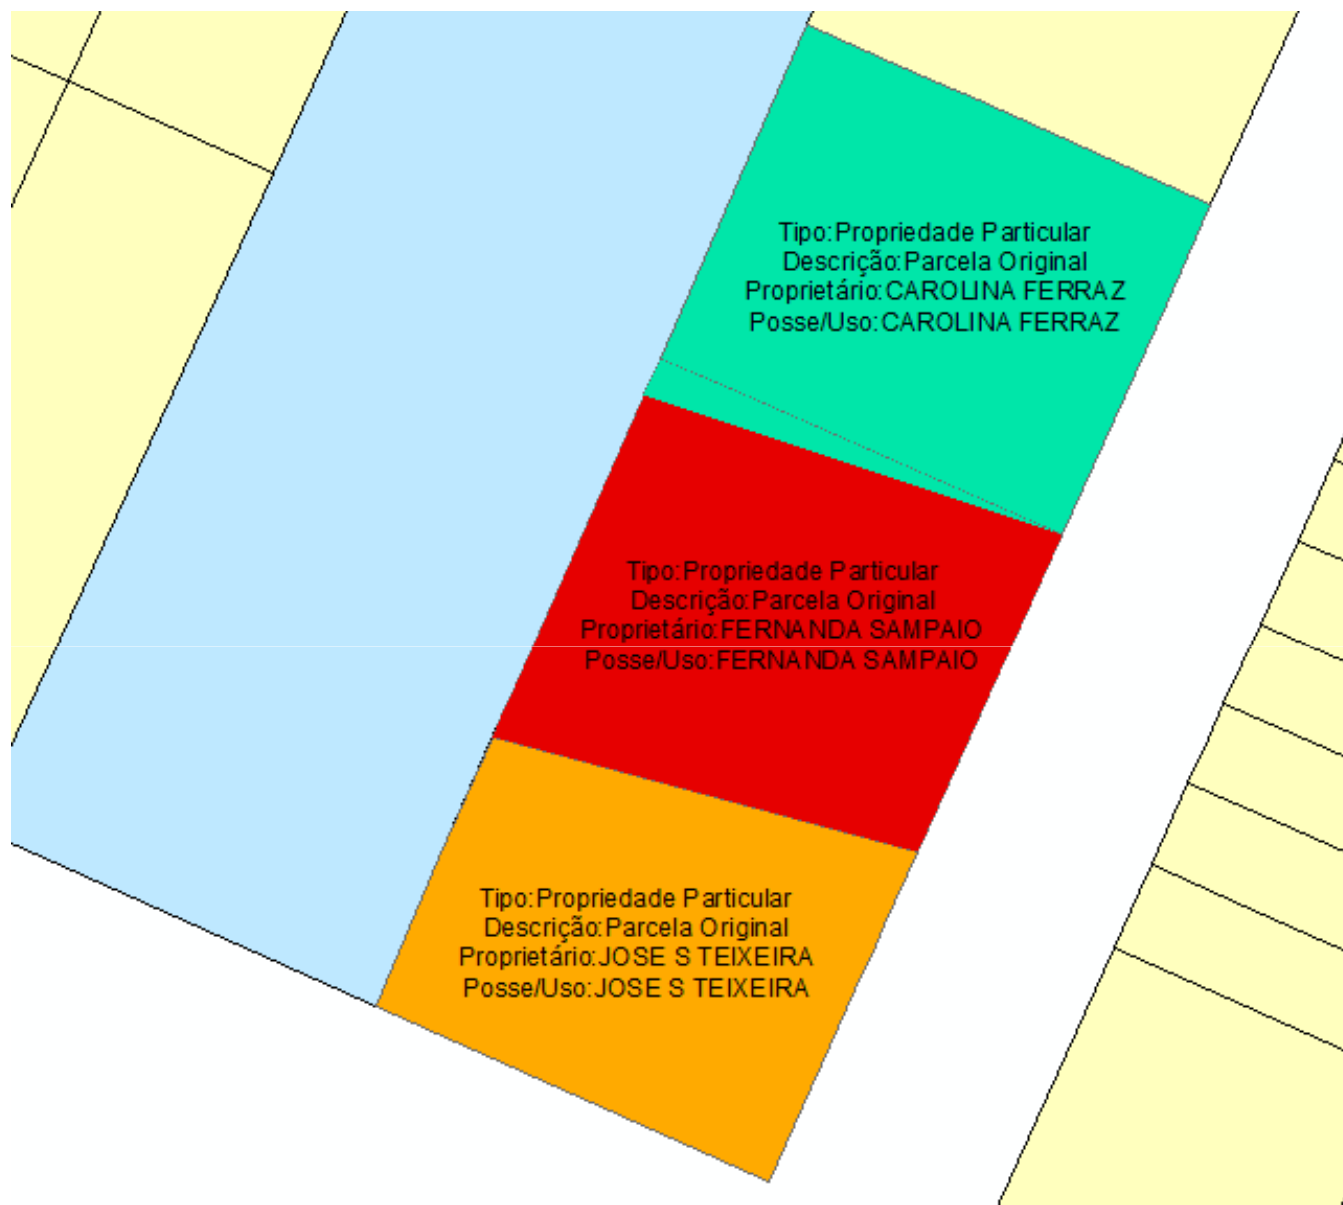 Tipo:Propriedade Particular
Descrição:Parcela Original
Proprietário:CAROLINA FERRAZ
Posse/Uso:CAROLINA FERRAZ
Tipo:Propriedade Particular
Descrição:Parcela Original
Proprietário:FERNANDA SAMPAIO
Posse/Uso:FERNANDA SAMPAIO
Tipo:Propriedade Particular
Descrição:Parcela Original
Proprietário:JOSE S TEIXEIRA
Posse/Uso:JOSE S TEIXEIRA